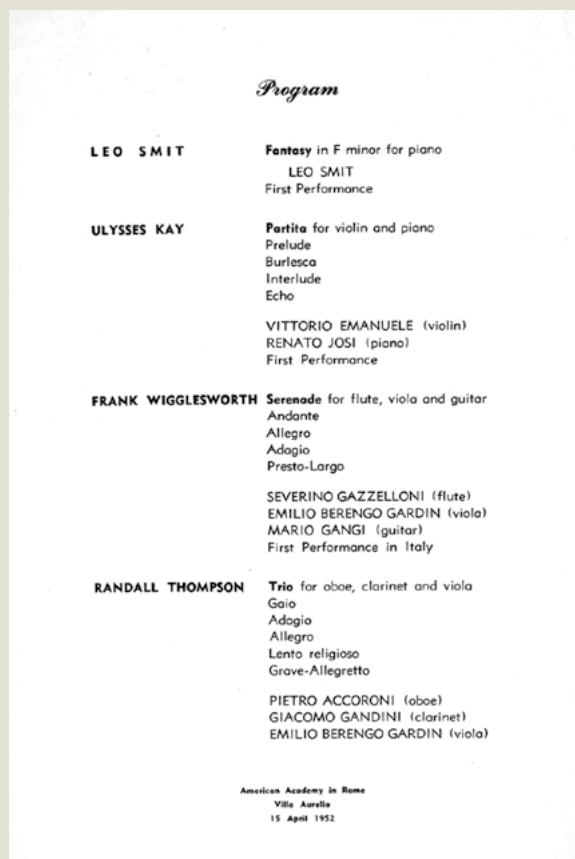 Program
LEO SMIT Fantasy in F minor for piano
LEO SMIT
First Performance
ULYSSES KAY Partita for violin and piano
Prelude
Burlesca
Interlude
Echo
VITTORIO EMANUELE (violin)
RENATO JOSI (piano)
First Performance
FRANK WIGGLESWORTH Serenade for flute, viola and guitar
Andante
Allegro
Adagio
Presto-Largo
SEVERINO GAZZELLONI (flute)
EMILIO BERENGO GARDIN (viola)
MARIO GANGI (guitar)
First Performance in Italy
RANDALL THOMPSON Trio for oboe, clarinet and viola
Gaio
Adagio
Allegro
Lento religioso
Grave-Allegretto
PIETRO ACCORONI (oboe)
GIACOMO GANDINI (clarinet)
EMILIO BERENGO GARDIN (viola)
American Academy in Rome
Villa Aurelia
15 April 1952